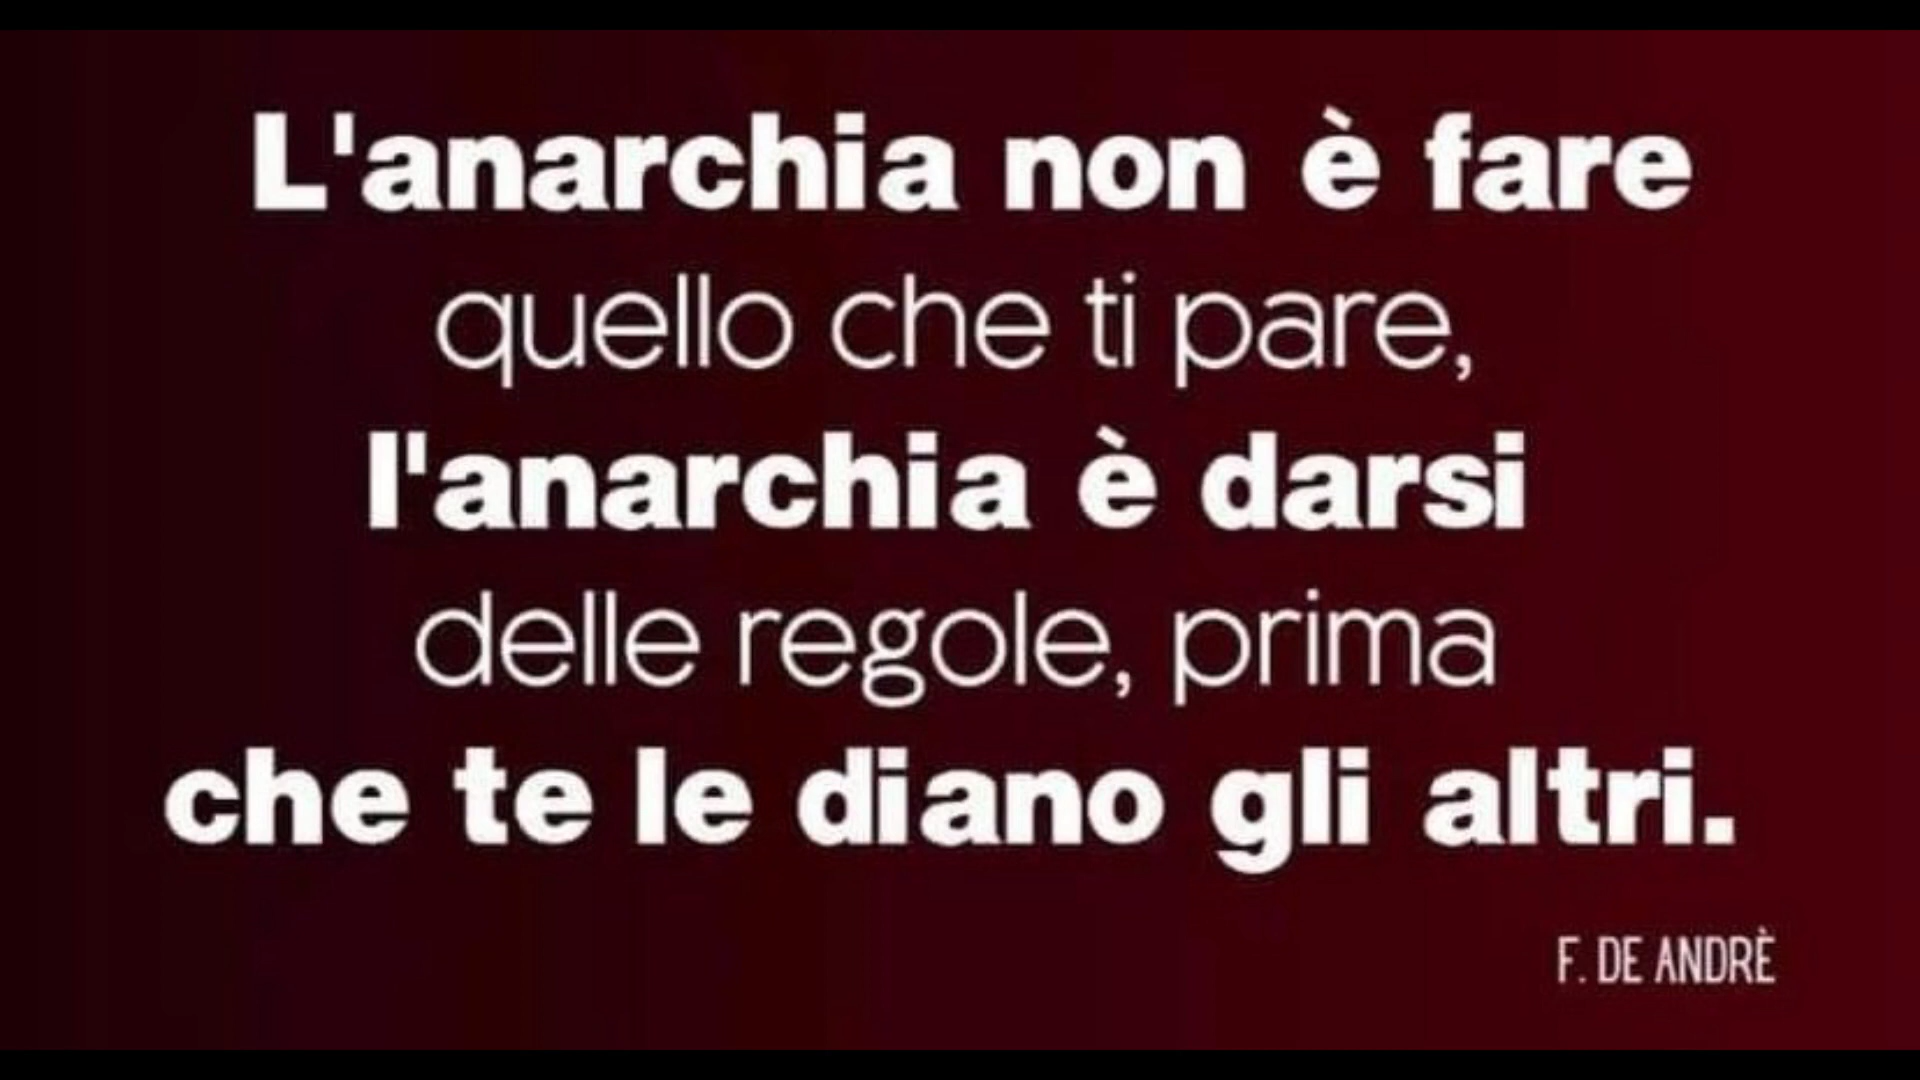 L'anarchia non è fare
quello che ti pare,
l'anarchia è darsi
delle regole, prima
che te le diano gli altri.
F. DE ANDRÈ